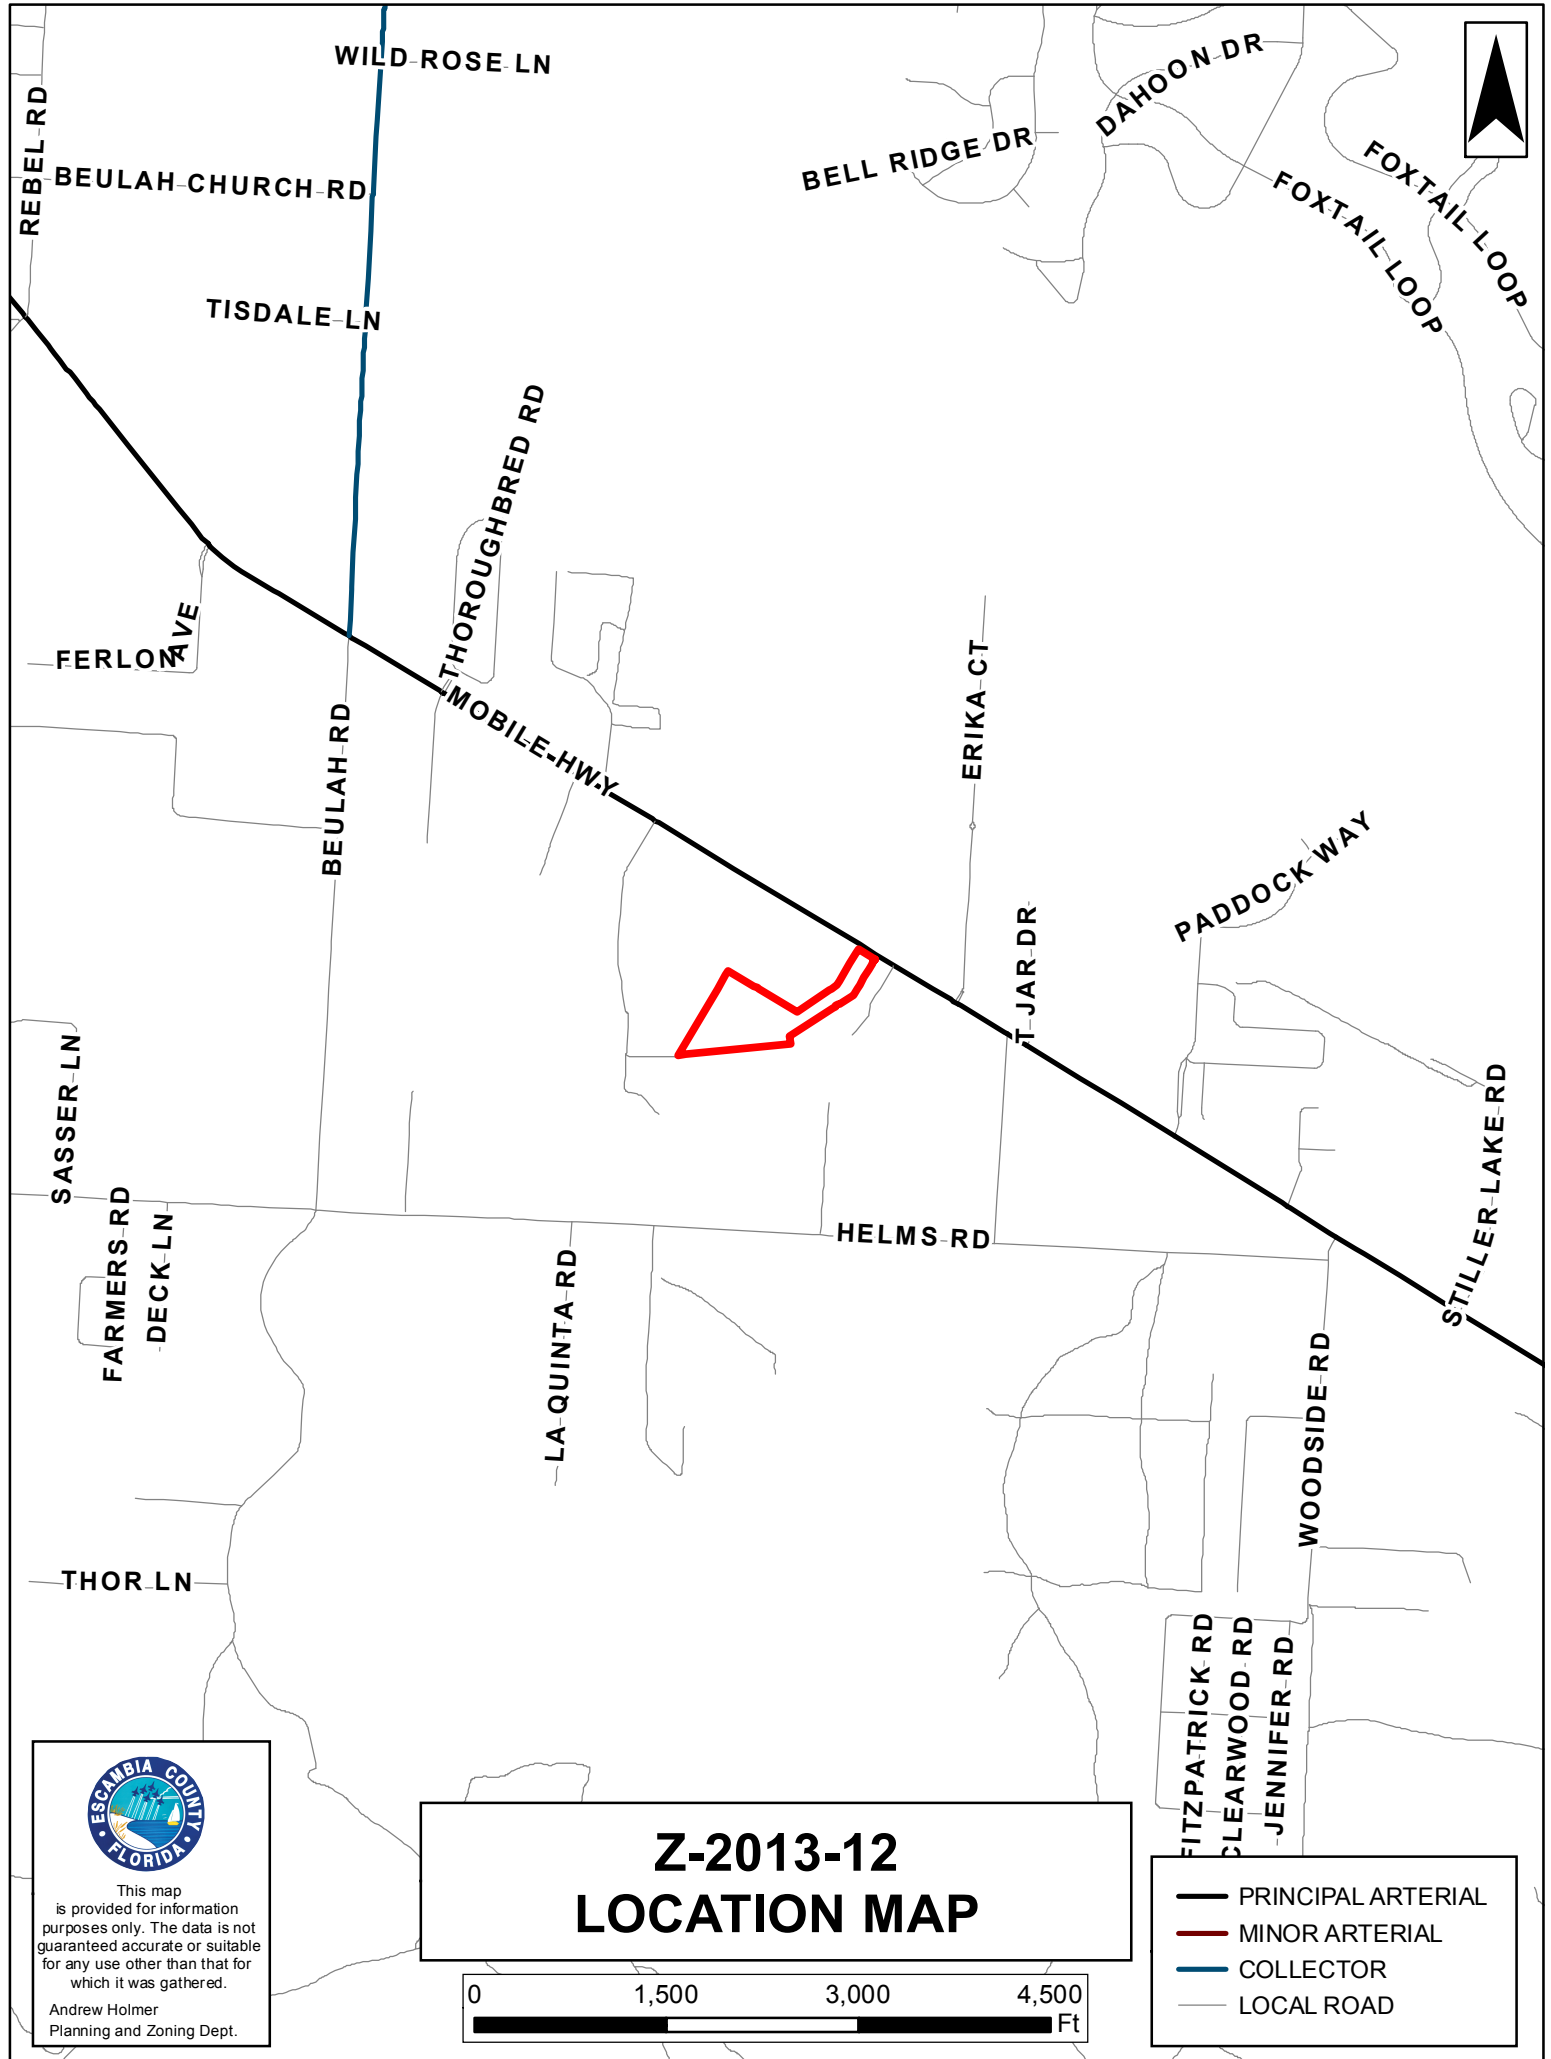 WILD ROSE LN
REBEL RD
BEULAH CHURCH RD
TISDALE LN
BELL RIDGE DR
DAHOON DR
FOXTAIL LOOP
FOXTAIL LOOP
THOROUGHBRED RD
FERLON AVE
MOBILE HWY
BEULAH RD
ERIKA CT
PADDOCK WAY
T JAR DR
SASSER LN
STILLER LAKE RD
FARMERS RD
DECK LN
HELMS RD
LA QUINTA RD
WOODSIDE RD
THOR LN
FITZPATRICK RD
CLEARWOOD RD
JENNIFER RD
ESCAMBIA COUNTY
FLORIDA
This map
is provided for information
purposes only. The data is not
guaranteed accurate or suitable
for any use other than that for
which it was gathered.
Andrew Holmer
Planning and Zoning Dept.
Z-2013-12
LOCATION MAP
0 1,500 3,000 4,500
Ft
PRINCIPAL ARTERIAL
MINOR ARTERIAL
COLLECTOR
LOCAL ROAD